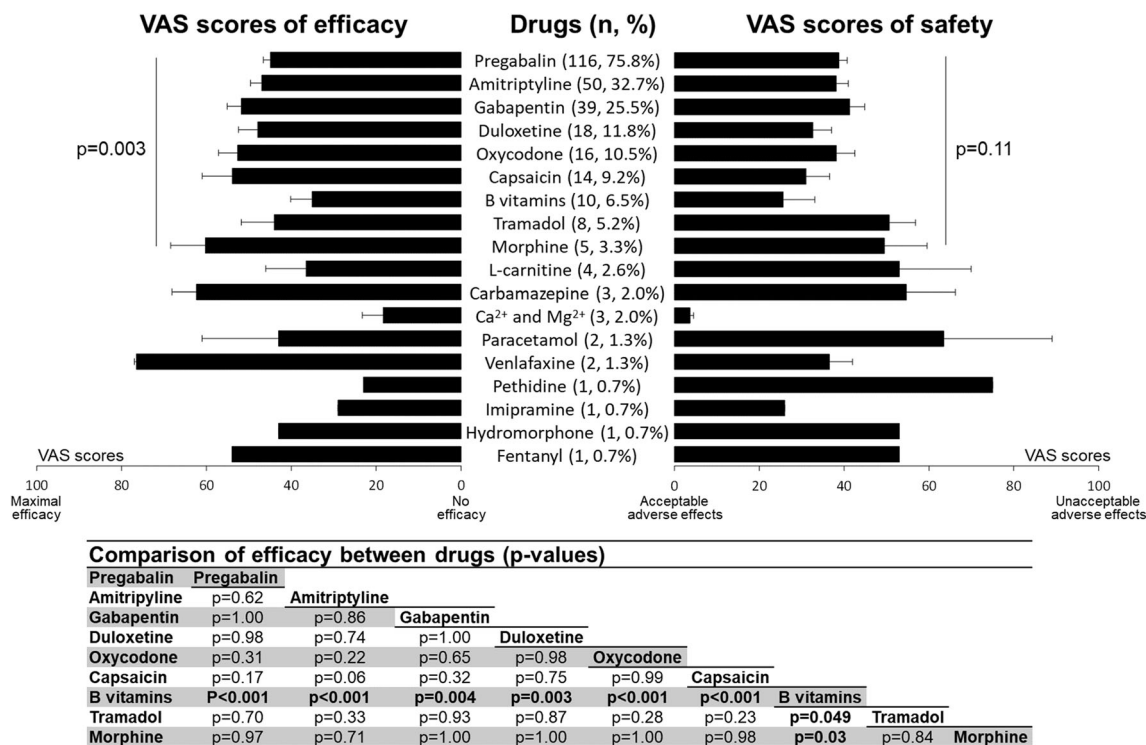 VAS scores of efficacy Drugs (n, %) VAS scores of safety
Pregabalin (116, 75.8%)
Amitriptyline (50, 32.7%)
Gabapentin (39, 25.5%)
Duloxetine (18, 11.8%)
p=0.003 Oxycodone (16, 10.5%) p=0.11
Capsaicin (14, 9.2%)
B vitamins (10, 6.5%)
Tramadol (8, 5.2%)
Morphine (5, 3.3%)
L-carnitine (4, 2.6%)
Carbamazepine (3, 2.0%)
Ca²⁺ and Mg²⁺ (3, 2.0%)
Paracetamol (2, 1.3%)
Venlafaxine (2, 1.3%)
Pethidine (1, 0.7%)
Imipramine (1, 0.7%)
Hydromorphone (1, 0.7%)
VAS scores Fentanyl (1, 0.7%) VAS scores
100 80 60 40 20 0 0 20 40 60 80 100
Maximal efficacy No efficacy Acceptable adverse effects Unacceptable adverse effects
Comparison of efficacy between drugs (p-values)
Pregabalin Pregabalin
Amitripyline p=0.62 Amitriptyline
Gabapentin p=1.00 p=0.86 Gabapentin
Duloxetine p=0.98 p=0.74 p=1.00 Duloxetine
Oxycodone p=0.31 p=0.22 p=0.65 p=0.98 Oxycodone
Capsaicin p=0.17 p=0.06 p=0.32 p=0.75 p=0.99 Capsaicin
B vitamins P<0.001 p<0.001 p=0.004 p=0.003 p<0.001 p<0.001 B vitamins
Tramadol p=0.70 p=0.33 p=0.93 p=0.87 p=0.28 p=0.23 p=0.049 Tramadol
Morphine p=0.97 p=0.71 p=1.00 p=1.00 p=1.00 p=0.98 p=0.03 p=0.84 Morphine